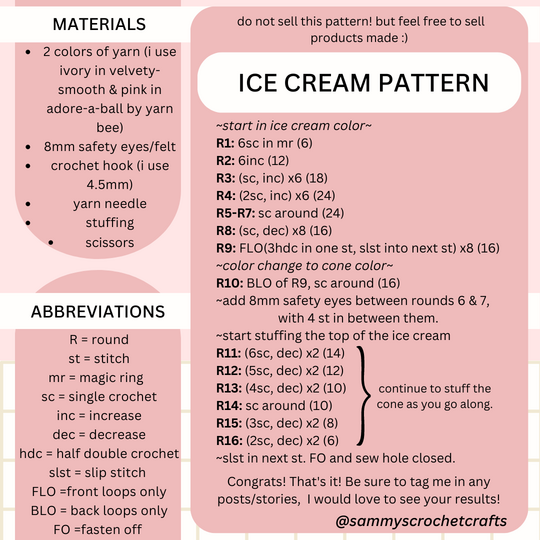 MATERIALS
• 2 colors of yarn (i use
ivory in velvety-
smooth & pink in
adore-a-ball by yarn
bee)
• 8mm safety eyes/felt
• crochet hook (i use
4.5mm)
• yarn needle
• stuffing
• scissors
ABBREVIATIONS
R = round
st = stitch
mr = magic ring
sc = single crochet
inc = increase
dec = decrease
hdc = half double crochet
slst = slip stitch
FLO =front loops only
BLO = back loops only
FO =fasten off
do not sell this pattern! but feel free to sell
products made :)
ICE CREAM PATTERN
~start in ice cream color~
R1: 6sc in mr (6)
R2: 6inc (12)
R3: (sc, inc) x6 (18)
R4: (2sc, inc) x6 (24)
R5-R7: sc around (24)
R8: (sc, dec) x8 (16)
R9: FLO(3hdc in one st, slst into next st) x8 (16)
~color change to cone color~
R10: BLO of R9, sc around (16)
~add 8mm safety eyes between rounds 6 & 7,
with 4 st in between them.
~start stuffing the top of the ice cream
R11: (6sc, dec) x2 (14)
R12: (5sc, dec) x2 (12)
R13: (4sc, dec) x2 (10)
R14: sc around (10)
R15: (3sc, dec) x2 (8)
R16: (2sc, dec) x2 (6)
continue to stuff the
cone as you go along.
~slst in next st. FO and sew hole closed.
Congrats! That's it! Be sure to tag me in any
posts/stories, I would love to see your results!
@sammyscrochetcrafts